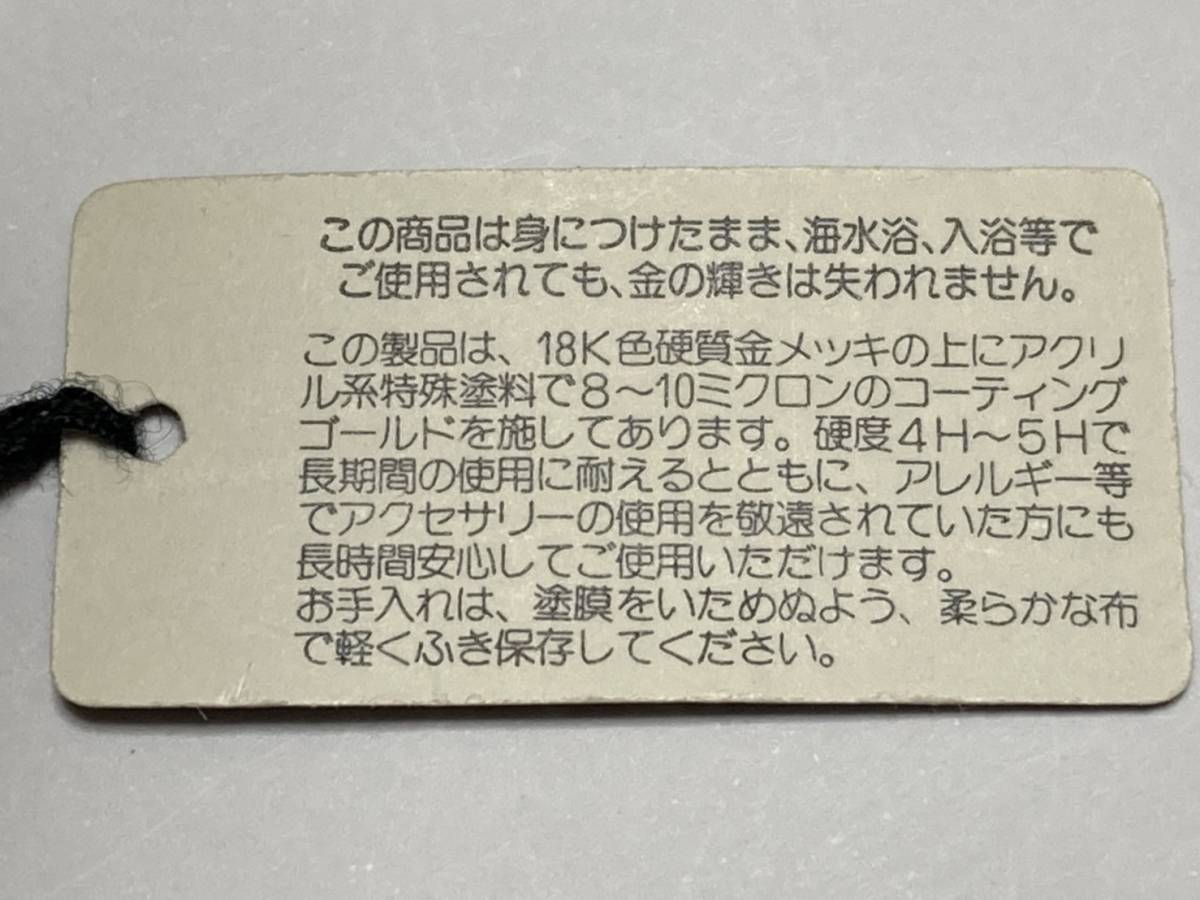 この商品は身につけたまま、海水浴、入浴等で
ご使用されても、金の輝きは失われません。
この製品は、18K色硬質金メッキの上にアクリ
ル系特殊塗料で8～10ミクロンのコーティング
ゴールドを施してあります。硬度4H～5Hで
長期間の使用に耐えるとともに、アレルギー等
でアクセサリーの使用を敬遠されていた方にも
長時間安心してご使用いただけます。
お手入れは、塗膜をいためぬよう、柔らかな布
で軽くふき保存してください。